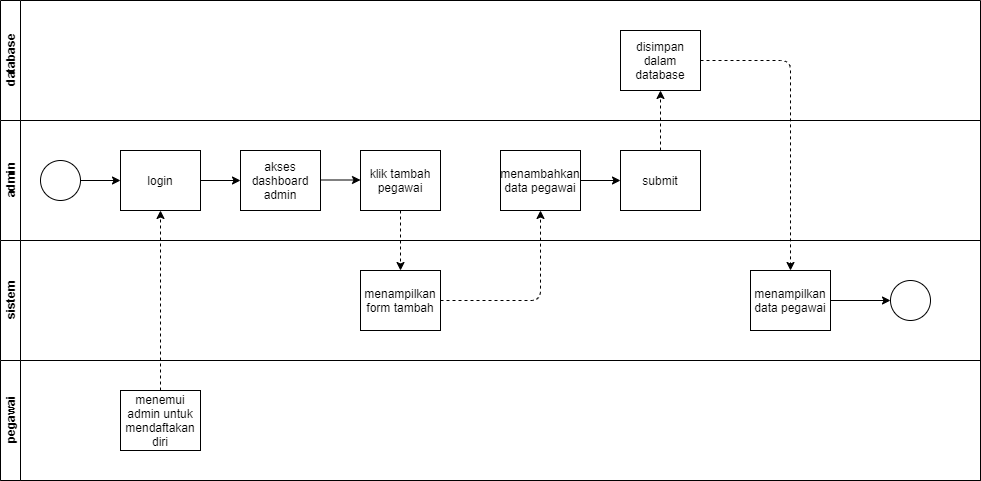 database
disimpan
dalam
database
admin
login
akses
dashboard
admin
klik tambah
pegawai
menambahkan
data pegawai
submit
sistem
menampilkan
form tambah
menampilkan
data pegawai
pegawai
menemui
admin untuk
mendaftakan
diri